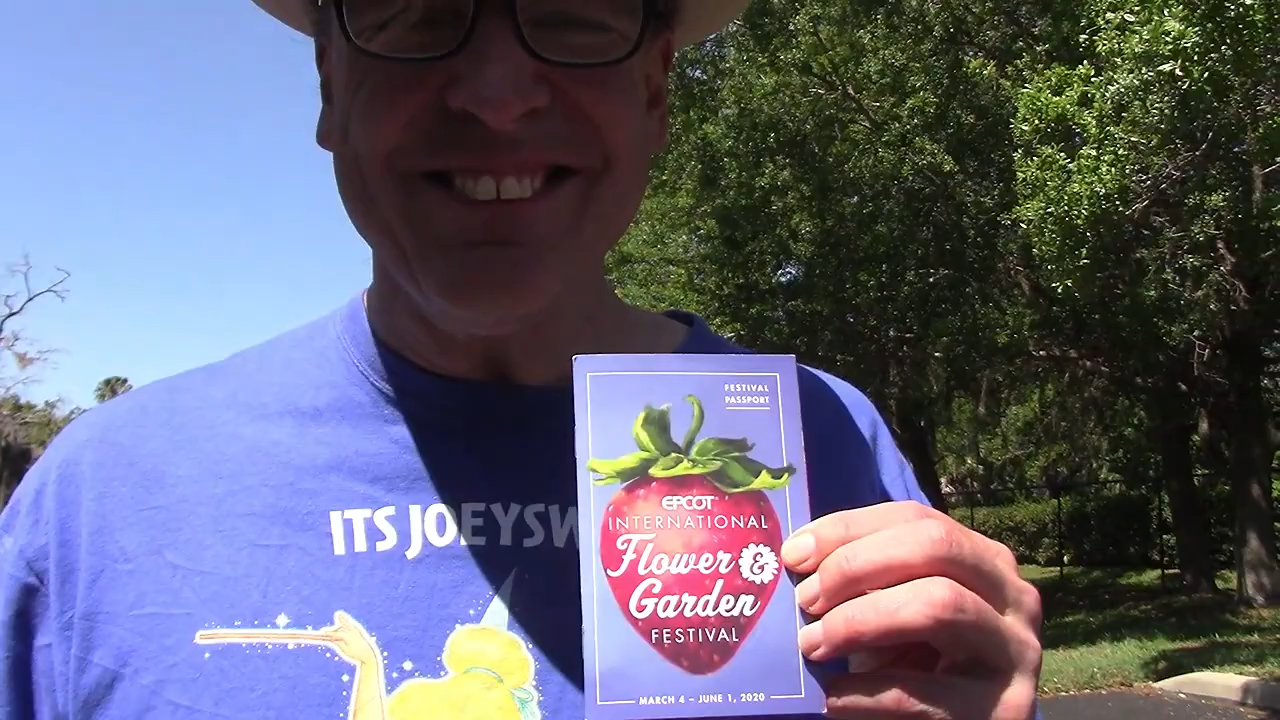 FESTIVAL
PASSPORT
EPCOT
INTERNATIONAL
Flower &
Garden
FESTIVAL
MARCH 4 – JUNE 1, 2020
ITS JOEYSW